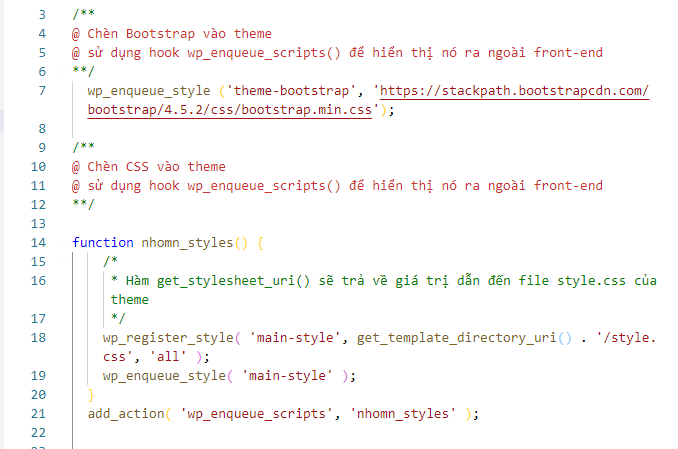 3 /**
4 @ Chèn Bootstrap vào theme
5 @ sử dụng hook wp_enqueue_scripts() để hiển thị nó ra ngoài front-end
6 **/
7 wp_enqueue_style ('theme-bootstrap', 'https://stackpath.bootstrapcdn.com/
bootstrap/4.5.2/css/bootstrap.min.css');
8
9 /**
10 @ Chèn CSS vào theme
11 @ sử dụng hook wp_enqueue_scripts() để hiển thị nó ra ngoài front-end
12 **/
13
14 function nhomn_styles() {
15 /*
16 * Hàm get_stylesheet_uri() sẽ trả về giá trị dẫn đến file style.css của
theme
17 */
18 wp_register_style( 'main-style', get_template_directory_uri() . '/style.
css', 'all' );
19 wp_enqueue_style( 'main-style' );
20 }
21 add_action( 'wp_enqueue_scripts', 'nhomn_styles' );
22